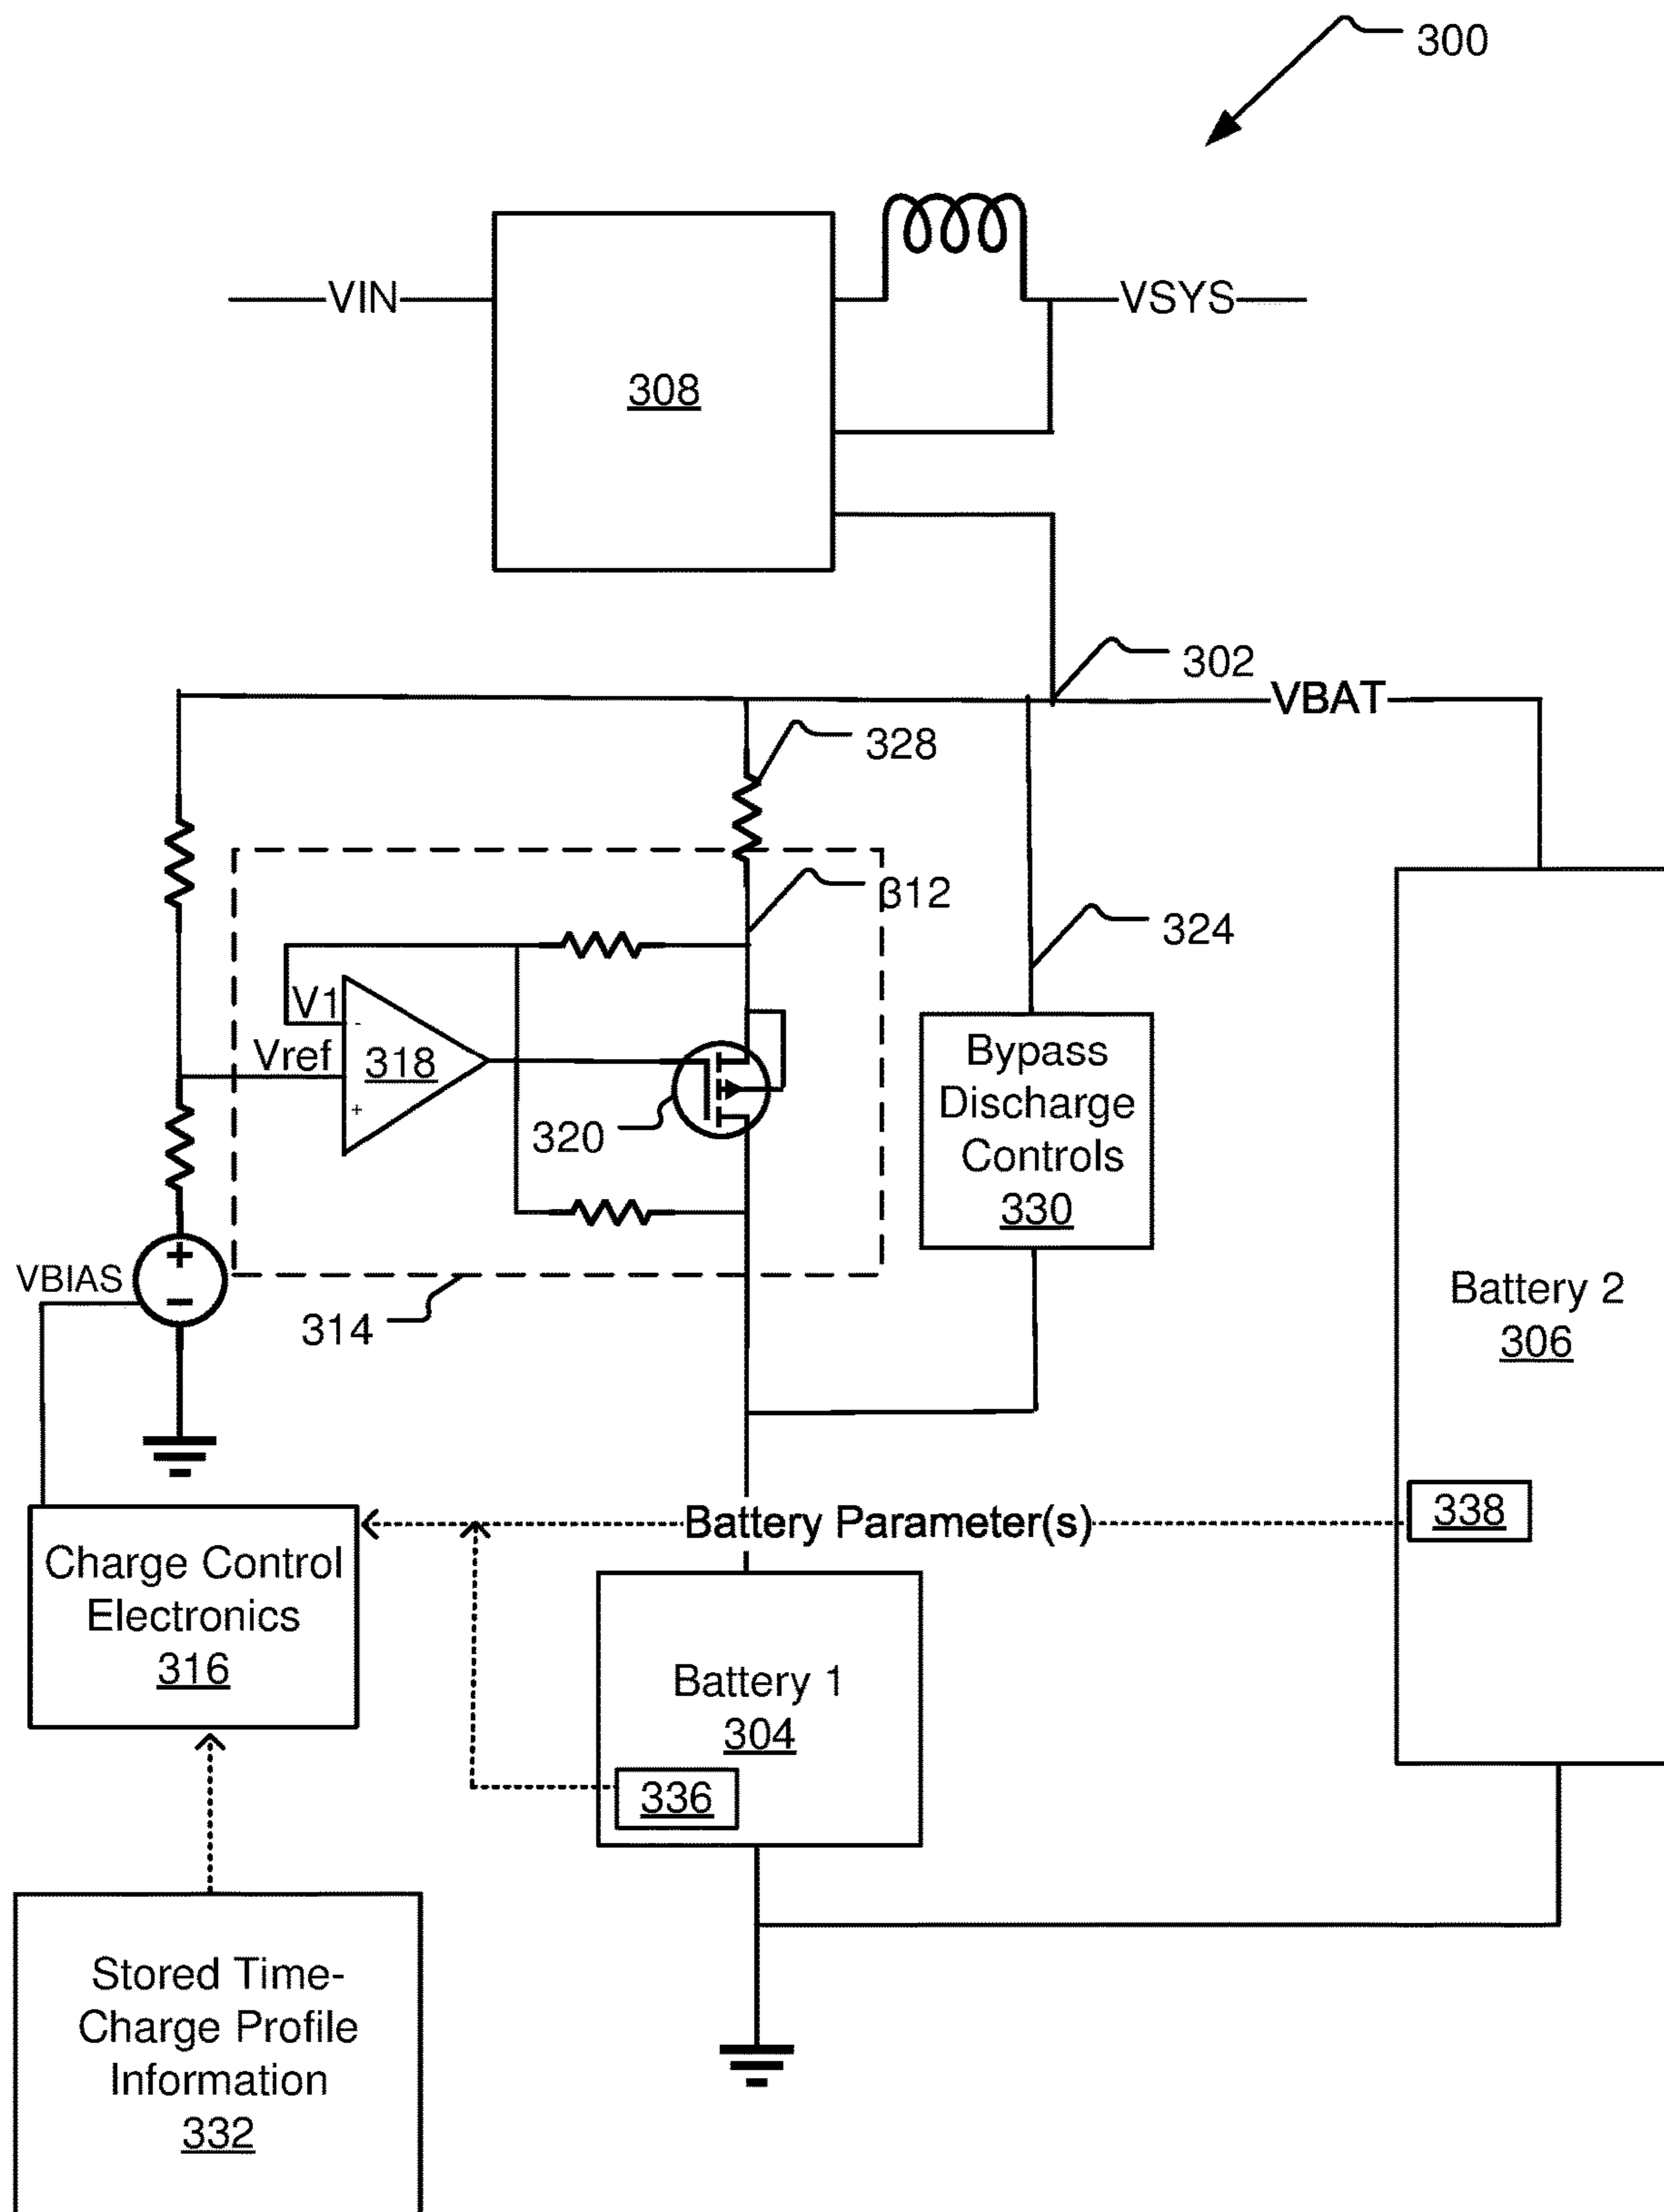 300
VIN
VSYS
308
302
VBAT
328
312
324
V1
-
Vref
318
+
320
Bypass
Discharge
Controls
330
VBIAS
+
-
314
Battery 2
306
338
Battery Parameter(s)
Charge Control
Electronics
316
Battery 1
304
336
Stored Time-
Charge Profile
Information
332